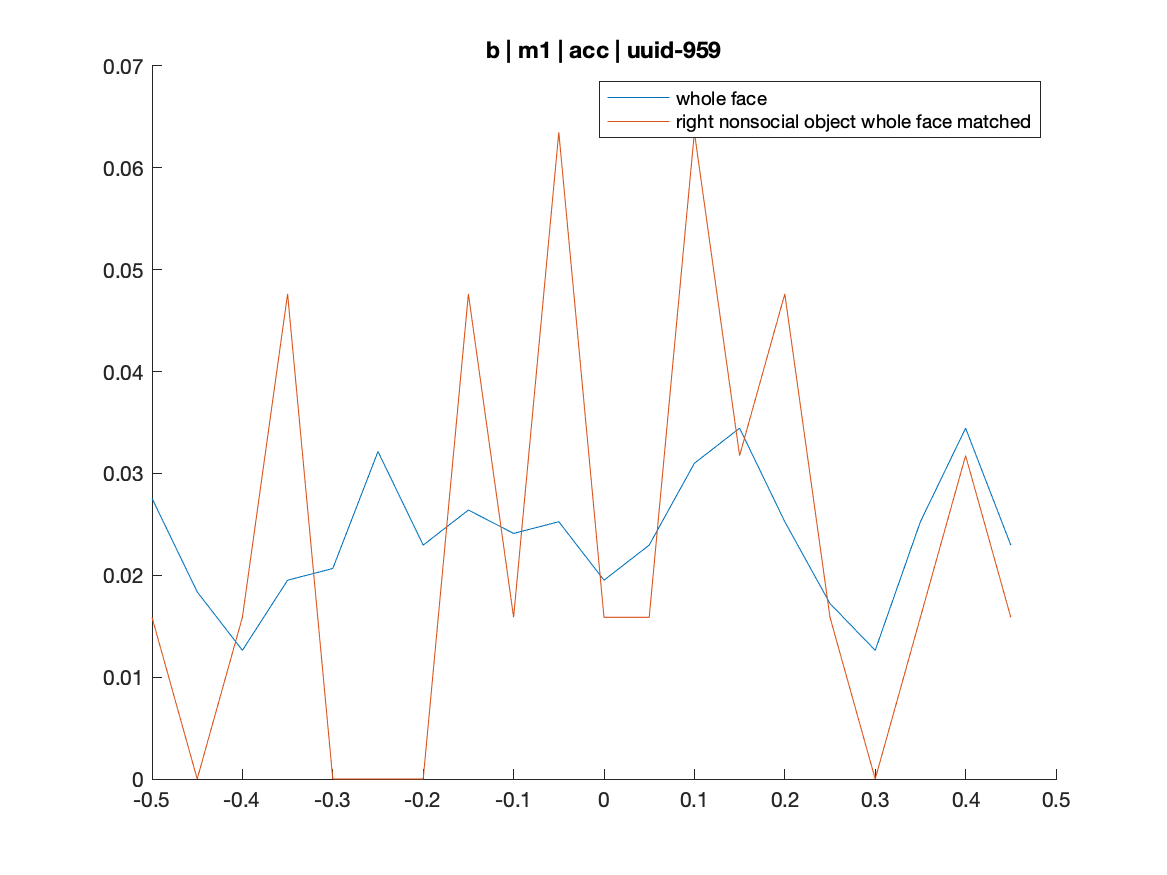 b | m1 | acc | uuid-959
0.07
whole face
right nonsocial object whole face matched
0.06
0.05
0.04
0.03
0.02
0.01
0
-0.5 -0.4 -0.3 -0.2 -0.1 0 0.1 0.2 0.3 0.4 0.5